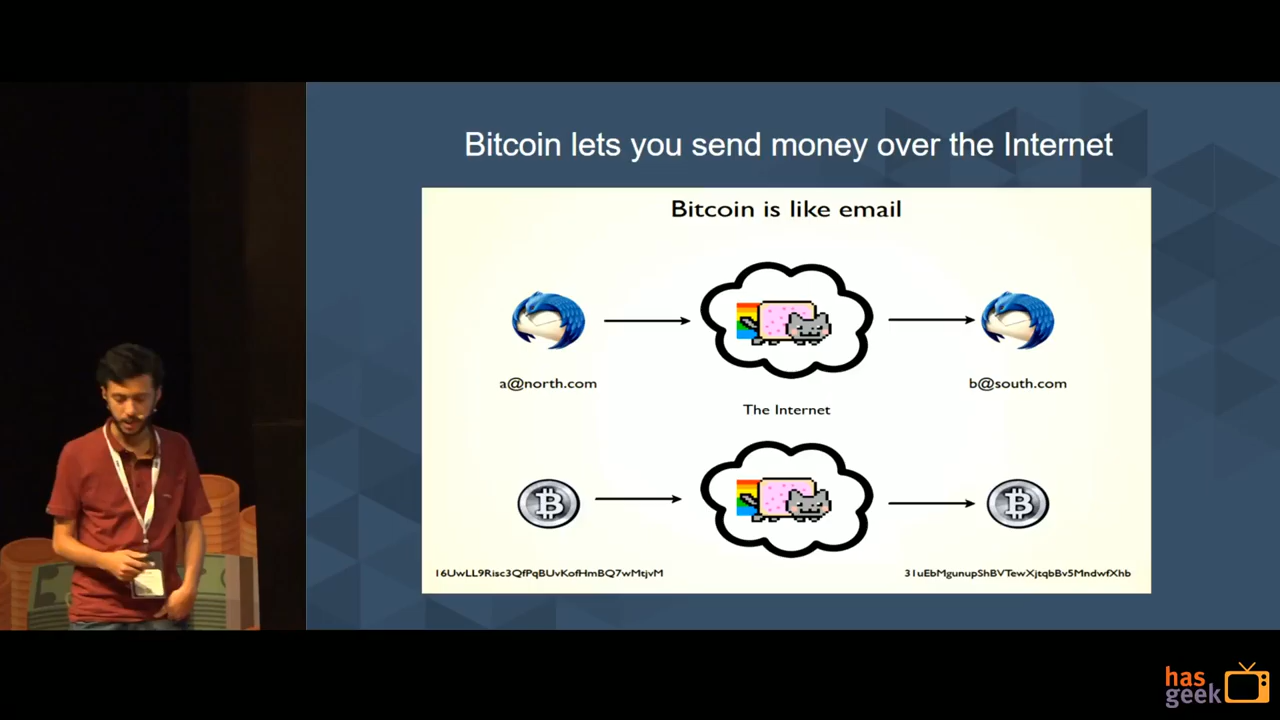 Bitcoin lets you send money over the Internet
Bitcoin is like email
a@north.com
b@south.com
The Internet
16UwLL9Risc3QfPqBUvKofHmBQ7wMtjvM
31uEbMgunupShBVTewXjtqbBv5MndwfXhb
has
geek